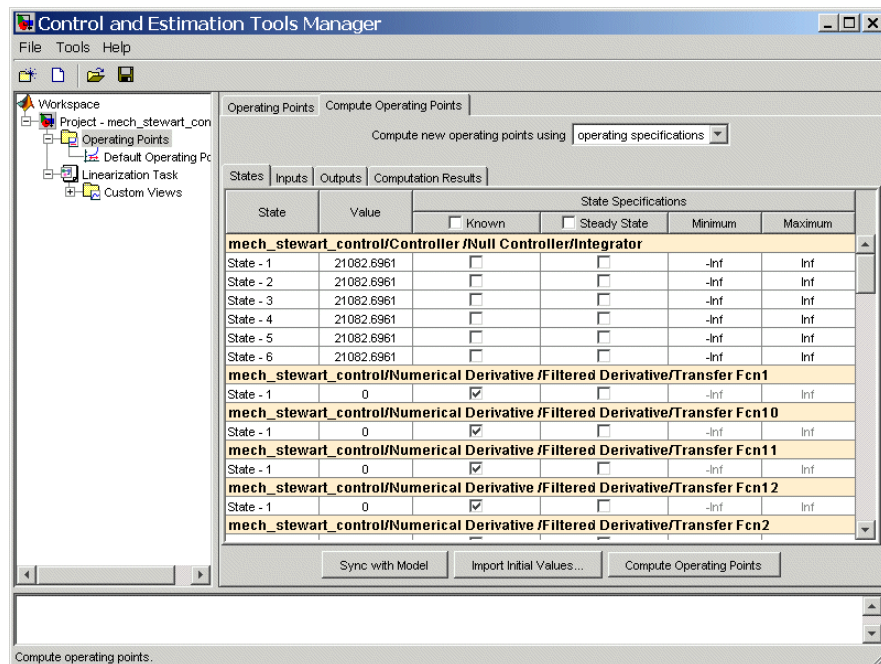 Control and Estimation Tools Manager
File Tools Help
Workspace
Project - mech_stewart_con
Operating Points
Default Operating Pc
Linearization Task
Custom Views
Operating Points Compute Operating Points
Compute new operating points using operating specifications
States Inputs Outputs Computation Results
State Value State Specifications
Known Steady State Minimum Maximum
mech_stewart_control/Controller /Null Controller/Integrator
State - 1 21082.6961 -Inf Inf
State - 2 21082.6961 -Inf Inf
State - 3 21082.6961 -Inf Inf
State - 4 21082.6961 -Inf Inf
State - 5 21082.6961 -Inf Inf
State - 6 21082.6961 -Inf Inf
mech_stewart_control/Numerical Derivative /Filtered Derivative/Transfer Fcn1
State - 1 0 -Inf Inf
mech_stewart_control/Numerical Derivative /Filtered Derivative/Transfer Fcn10
State - 1 0 -Inf Inf
mech_stewart_control/Numerical Derivative /Filtered Derivative/Transfer Fcn11
State - 1 0 -Inf Inf
mech_stewart_control/Numerical Derivative /Filtered Derivative/Transfer Fcn12
State - 1 0 -Inf Inf
mech_stewart_control/Numerical Derivative /Filtered Derivative/Transfer Fcn2
Sync with Model Import Initial Values... Compute Operating Points
Compute operating points.